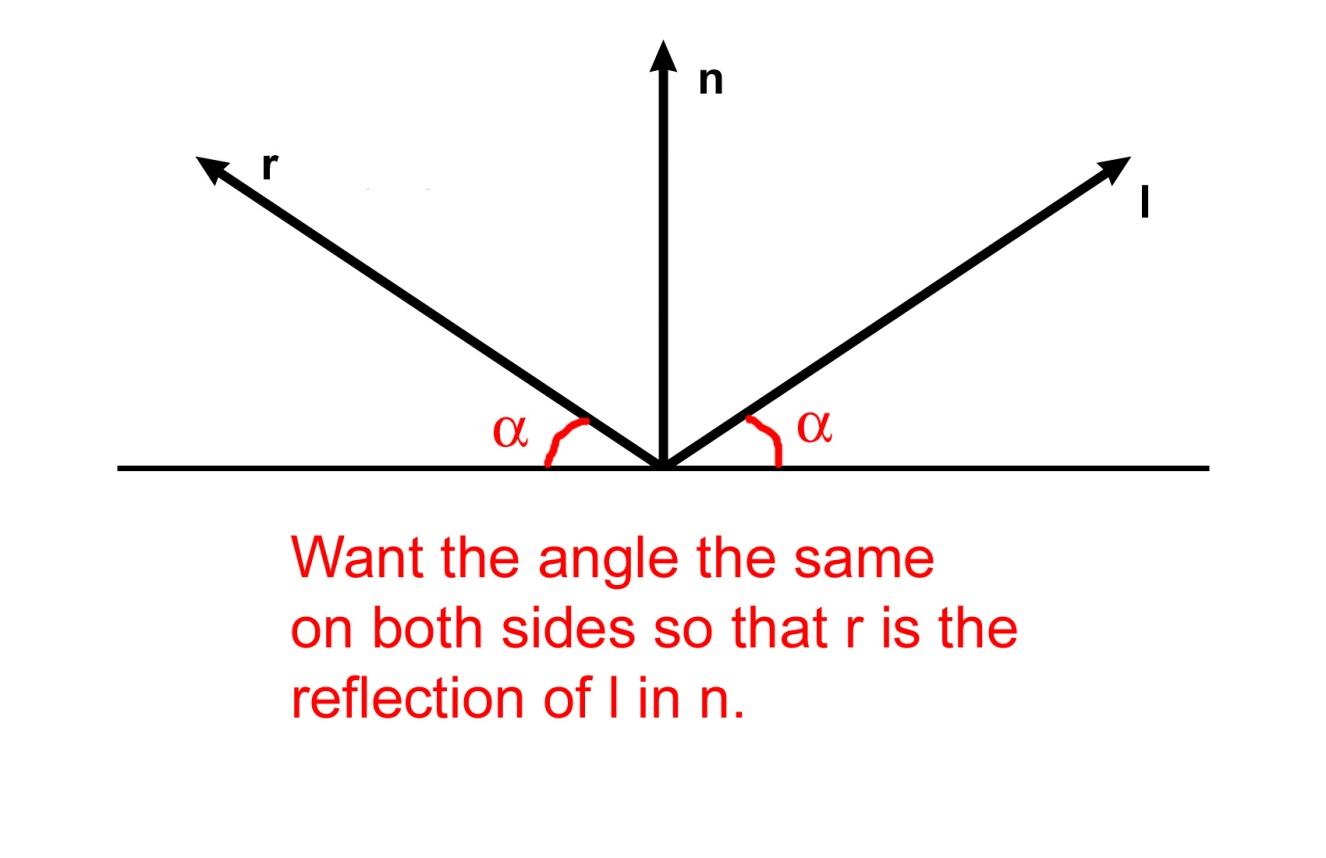 n
r
l
α
α
Want the angle the same
on both sides so that r is the
reflection of l in n.